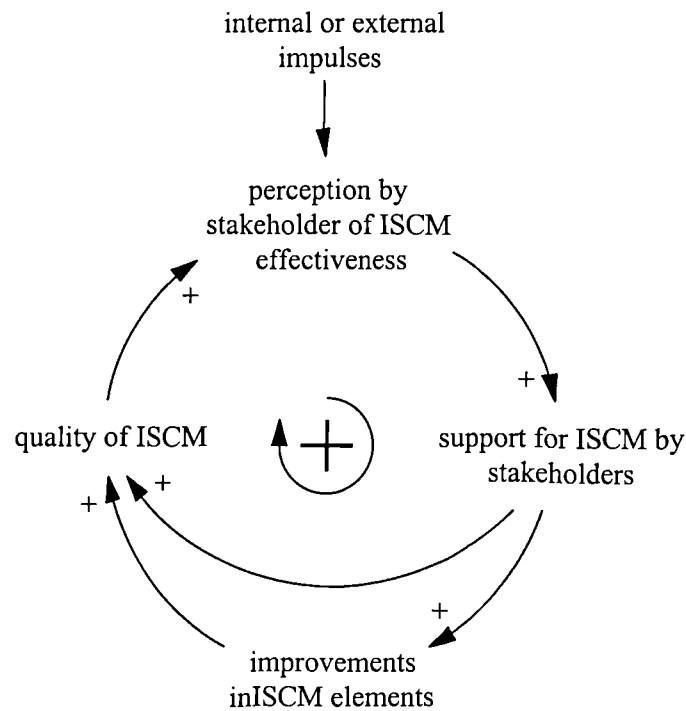 internal or external
impulses
perception by
stakeholder of ISCM
effectiveness
+
+
quality of ISCM
+
support for ISCM by
stakeholders
+
+
+
improvements
inISCM elements